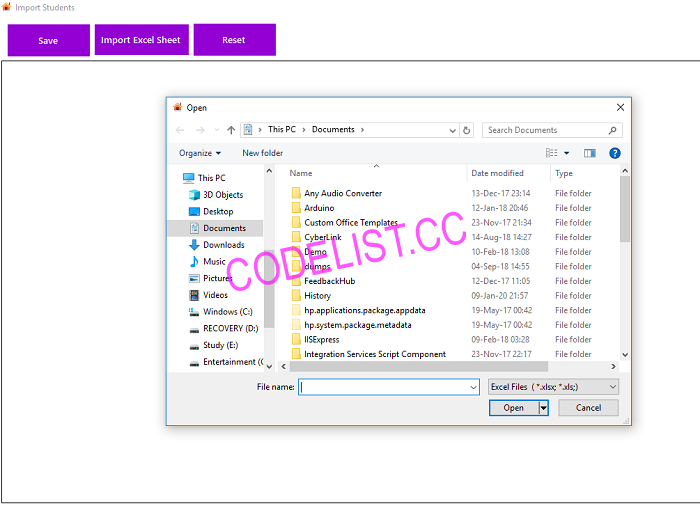 Import Students
Save Import Excel Sheet Reset
Open
This PC Documents Search Documents
Organize New folder
Name Date modified Type
This PC
3D Objects
Desktop
Documents
Downloads
Music
Pictures
Videos
Windows (C:)
RECOVERY (D:)
Study (E:)
Entertainment (
Any Audio Converter 13-Dec-17 23:14 File folder
Arduino 12-Jan-18 20:46 File folder
Custom Office Templates 23-Nov-17 21:34 File folder
CyberLink 14-Aug-18 14:27 File folder
Demo 10-Feb-18 13:08 File folder
dumps 04-Sep-18 14:55 File folder
FeedbackHub 12-Dec-17 11:05 File folder
History 09-Jan-20 21:57 File folder
hp.applications.package.appdata 19-May-17 00:42 File folder
hp.system.package.metadata 19-May-17 00:42 File folder
IISExpress 09-Feb-18 03:28 File folder
Integration Services Script Component 23-Nov-17 22:17 File folder
CODELIST.CC
File name: Excel Files ( *.xlsx; *.xls;)
Open Cancel